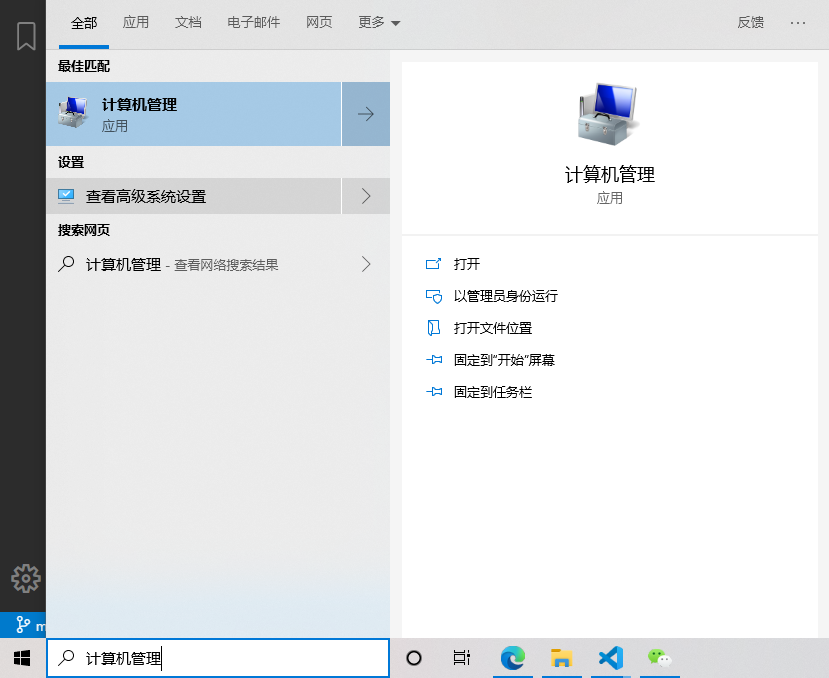 全部 应用 文档 电子邮件 网页 更多 反馈 ···
最佳匹配
计算机管理
应用
设置
查看高级系统设置
搜索网页
计算机管理 - 查看网络搜索结果
计算机管理
应用
打开
以管理员身份运行
打开文件位置
固定到"开始"屏幕
固定到任务栏
计算机管理